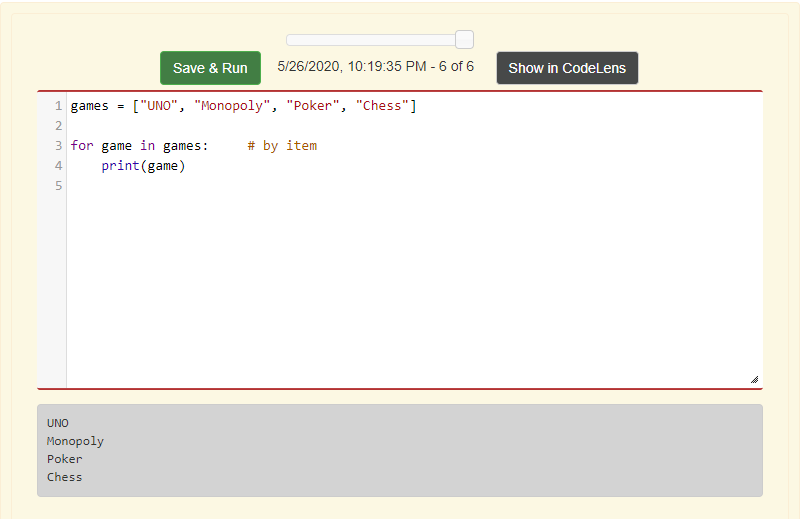 Save & Run 5/26/2020, 10:19:35 PM - 6 of 6 Show in CodeLens
1 games = ["UNO", "Monopoly", "Poker", "Chess"]
2
3 for game in games:     # by item
4     print(game)
5
UNO
Monopoly
Poker
Chess